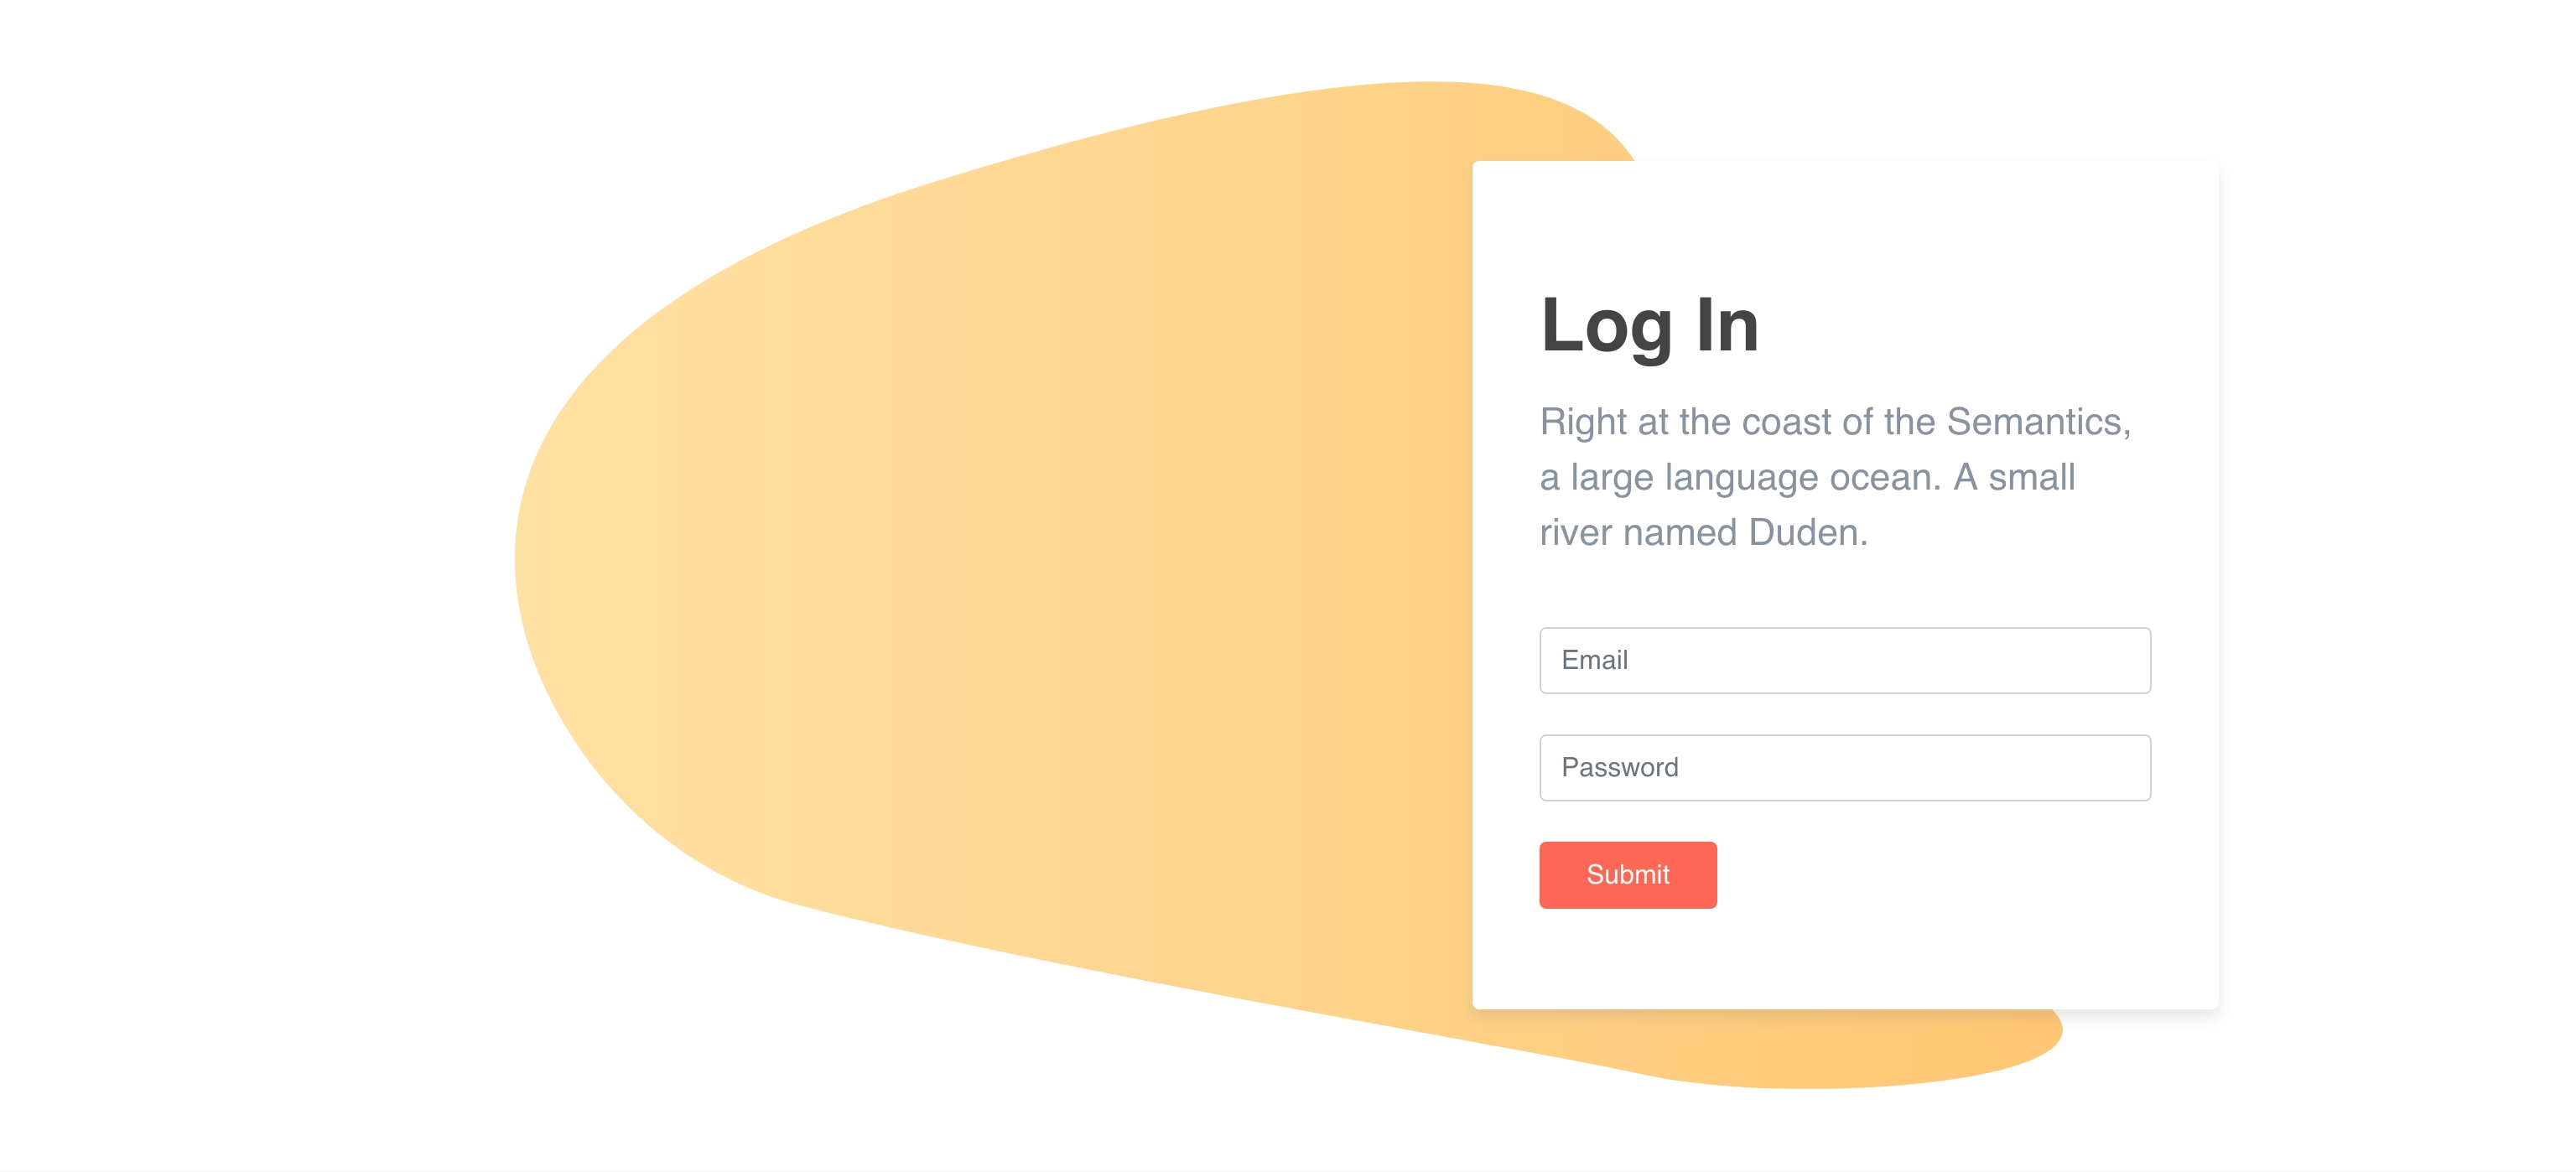 Log In
Right at the coast of the Semantics,
a large language ocean. A small
river named Duden.
Email
Password
Submit